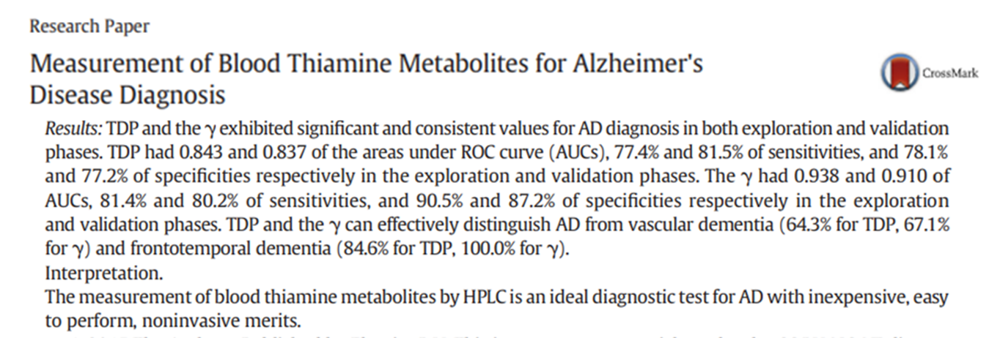 Research Paper
Measurement of Blood Thiamine Metabolites for Alzheimer's
Disease Diagnosis
CrossMark
Results: TDP and the γ exhibited significant and consistent values for AD diagnosis in both exploration and validation
phases. TDP had 0.843 and 0.837 of the areas under ROC curve (AUCs), 77.4% and 81.5% of sensitivities, and 78.1%
and 77.2% of specificities respectively in the exploration and validation phases. The γ had 0.938 and 0.910 of
AUCs, 81.4% and 80.2% of sensitivities, and 90.5% and 87.2% of specificities respectively in the exploration
and validation phases. TDP and the γ can effectively distinguish AD from vascular dementia (64.3% for TDP, 67.1%
for γ) and frontotemporal dementia (84.6% for TDP, 100.0% for γ).
Interpretation.
The measurement of blood thiamine metabolites by HPLC is an ideal diagnostic test for AD with inexpensive, easy
to perform, noninvasive merits.